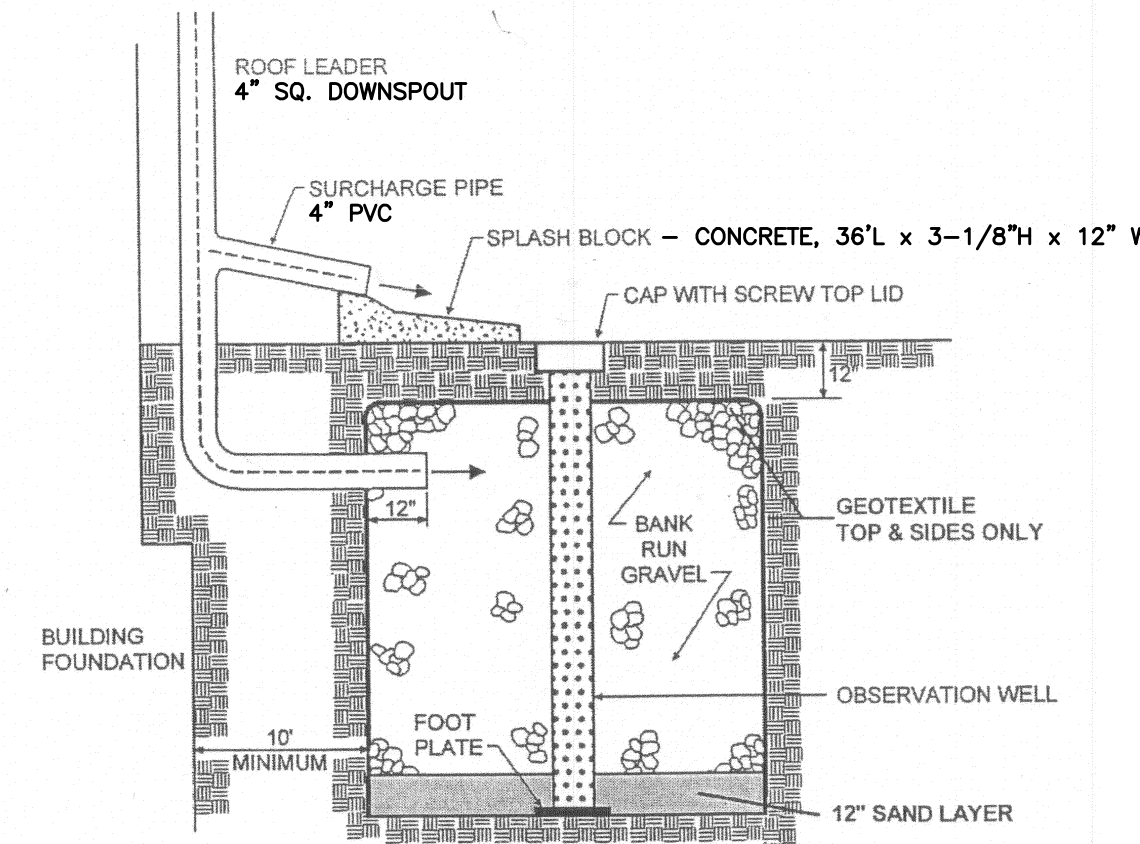 ROOF LEADER
4" SQ. DOWNSPOUT
SURCHARGE PIPE
4" PVC
SPLASH BLOCK – CONCRETE, 36'L x 3-1/8"H x 12" W
CAP WITH SCREW TOP LID
12"
12"
GEOTEXTILE
TOP & SIDES ONLY
BANK
RUN
GRAVEL
BUILDING
FOUNDATION
OBSERVATION WELL
FOOT
PLATE
10'
MINIMUM
12" SAND LAYER